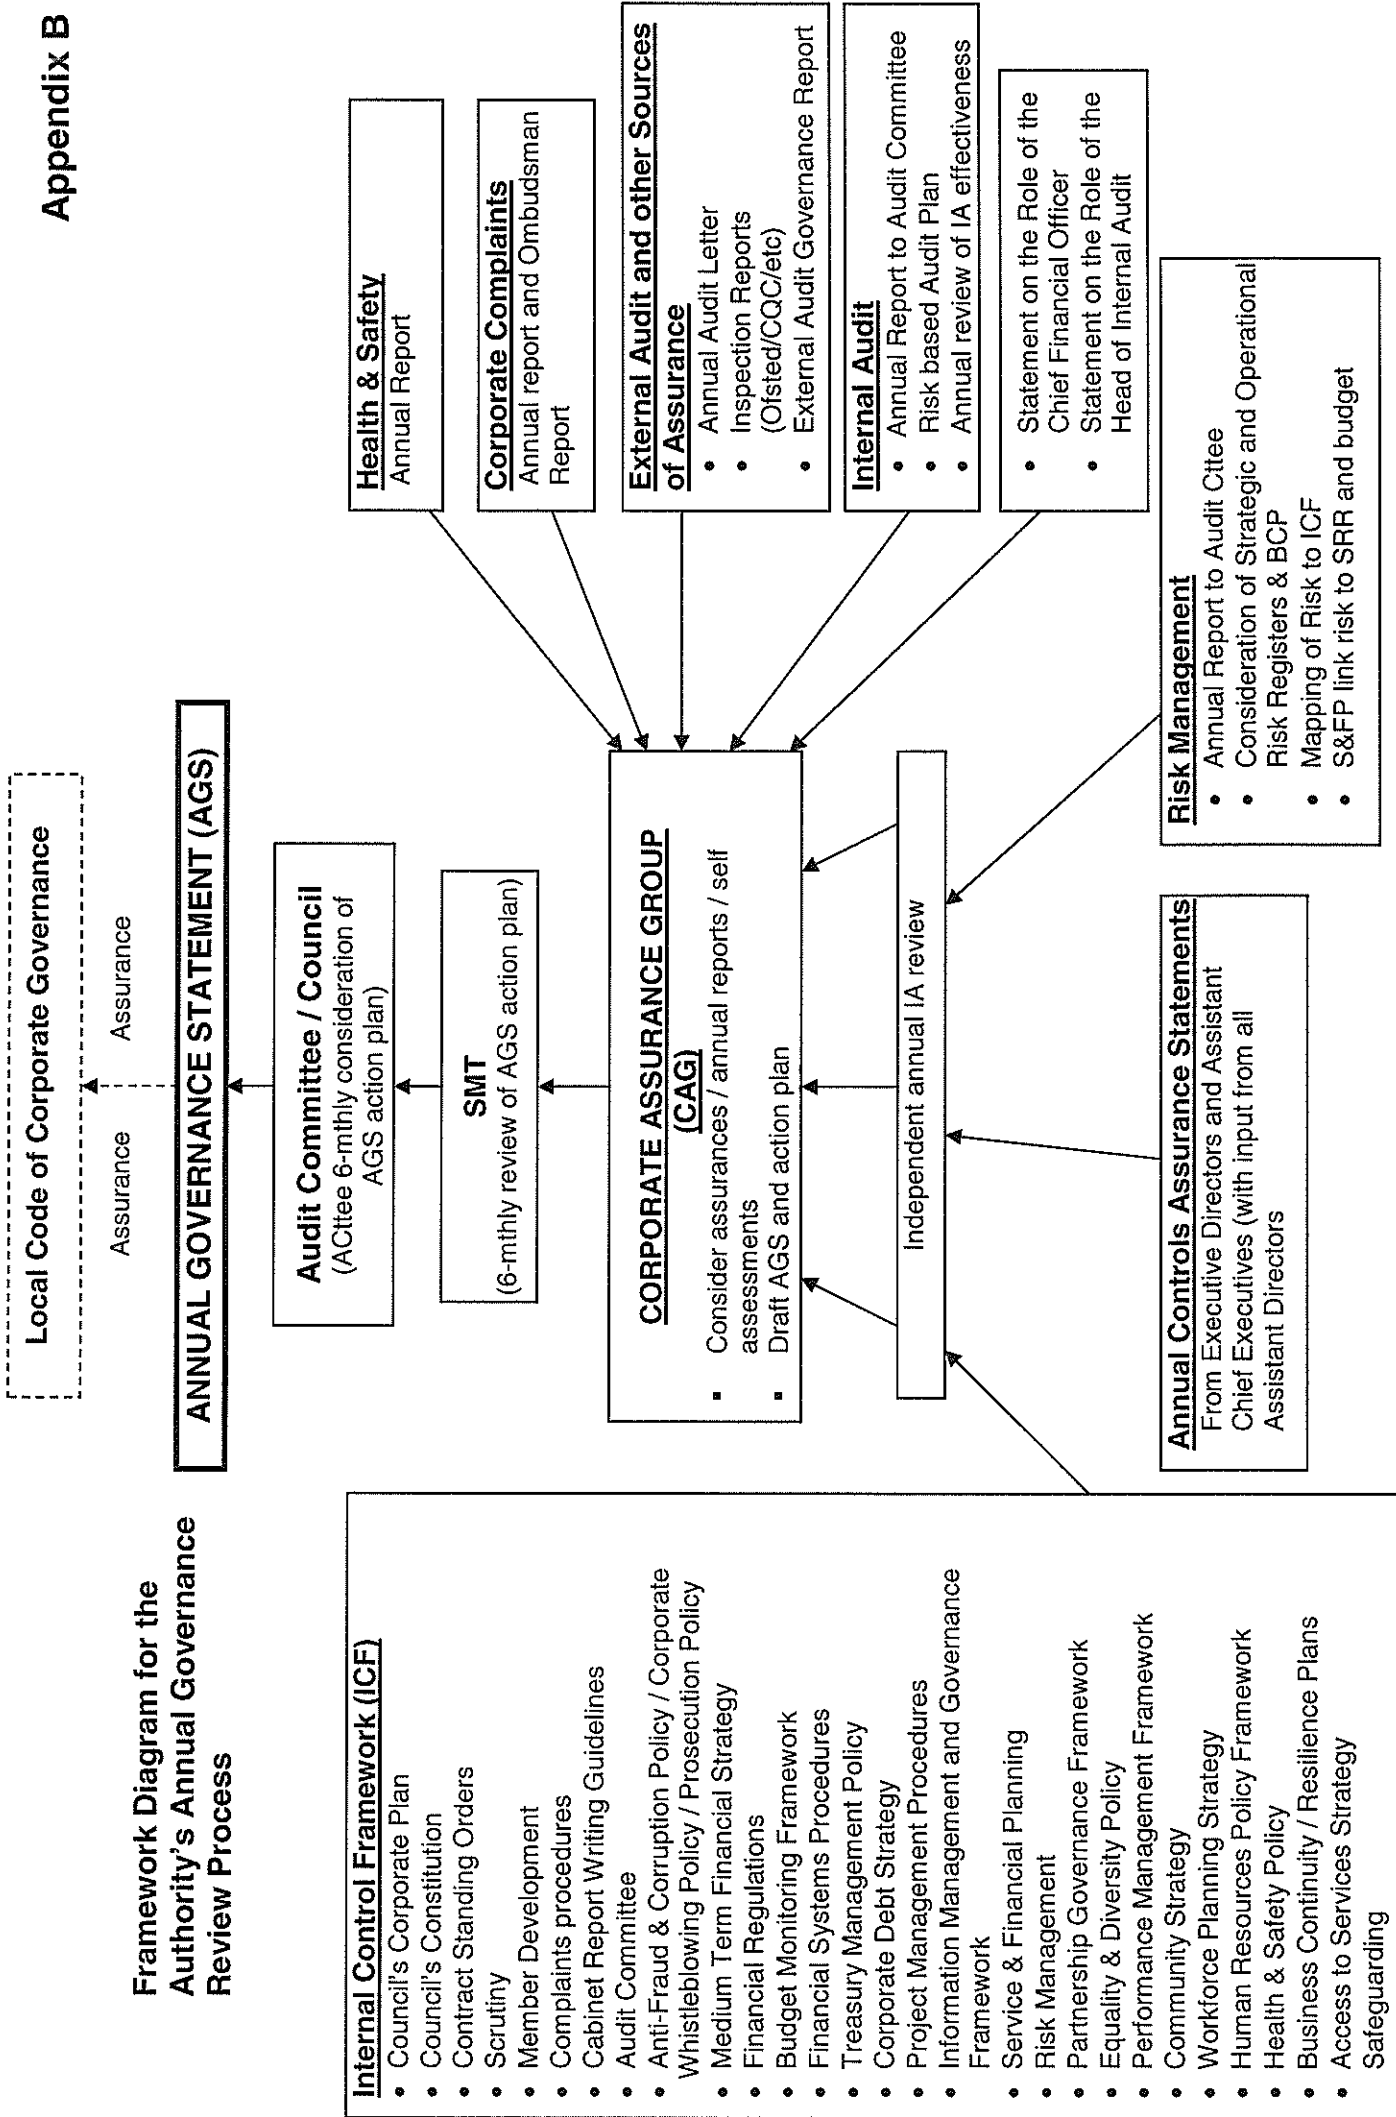 Appendix B
Framework Diagram for the
Authority's Annual Governance
Review Process
Local Code of Corporate Governance
Assurance
Assurance
ANNUAL GOVERNANCE STATEMENT (AGS)
Audit Committee / Council
(ACttee 6-mthly consideration of
AGS action plan)
SMT
(6-mthly review of AGS action plan)
CORPORATE ASSURANCE GROUP
(CAG)
▪ Consider assurances / annual reports / self
assessments
▪ Draft AGS and action plan
Independent annual IA review
Internal Control Framework (ICF)
• Council's Corporate Plan
• Council's Constitution
• Contract Standing Orders
• Scrutiny
• Member Development
• Complaints procedures
• Cabinet Report Writing Guidelines
• Audit Committee
• Anti-Fraud & Corruption Policy / Corporate
Whistleblowing Policy / Prosecution Policy
• Medium Term Financial Strategy
• Financial Regulations
• Budget Monitoring Framework
• Financial Systems Procedures
• Treasury Management Policy
• Corporate Debt Strategy
• Project Management Procedures
• Information Management and Governance
Framework
• Service & Financial Planning
• Risk Management
• Partnership Governance Framework
• Equality & Diversity Policy
• Performance Management Framework
• Community Strategy
• Workforce Planning Strategy
• Human Resources Policy Framework
• Health & Safety Policy
• Business Continuity / Resilience Plans
• Access to Services Strategy
Safeguarding
Annual Controls Assurance Statements
From Executive Directors and Assistant
Chief Executives (with input from all
Assistant Directors
Risk Management
• Annual Report to Audit Cttee
• Consideration of Strategic and Operational
Risk Registers & BCP
• Mapping of Risk to ICF
• S&FP link risk to SRR and budget
Health & Safety
Annual Report
Corporate Complaints
Annual report and Ombudsman
Report
External Audit and other Sources
of Assurance
• Annual Audit Letter
• Inspection Reports
(Ofsted/CQC/etc)
• External Audit Governance Report
Internal Audit
• Annual Report to Audit Committee
• Risk based Audit Plan
• Annual review of IA effectiveness
• Statement on the Role of the
Chief Financial Officer
• Statement on the Role of the
Head of Internal Audit